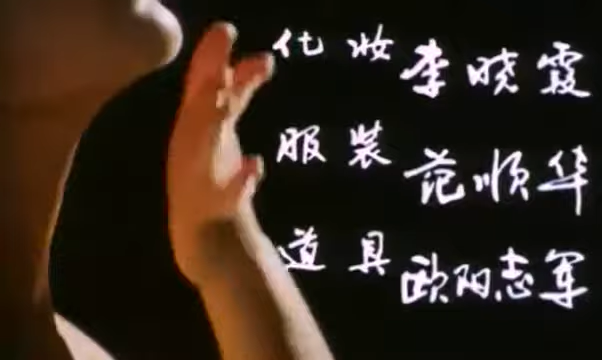 化妆 李晓霞
服装 范顺华
道具 欧阳志军